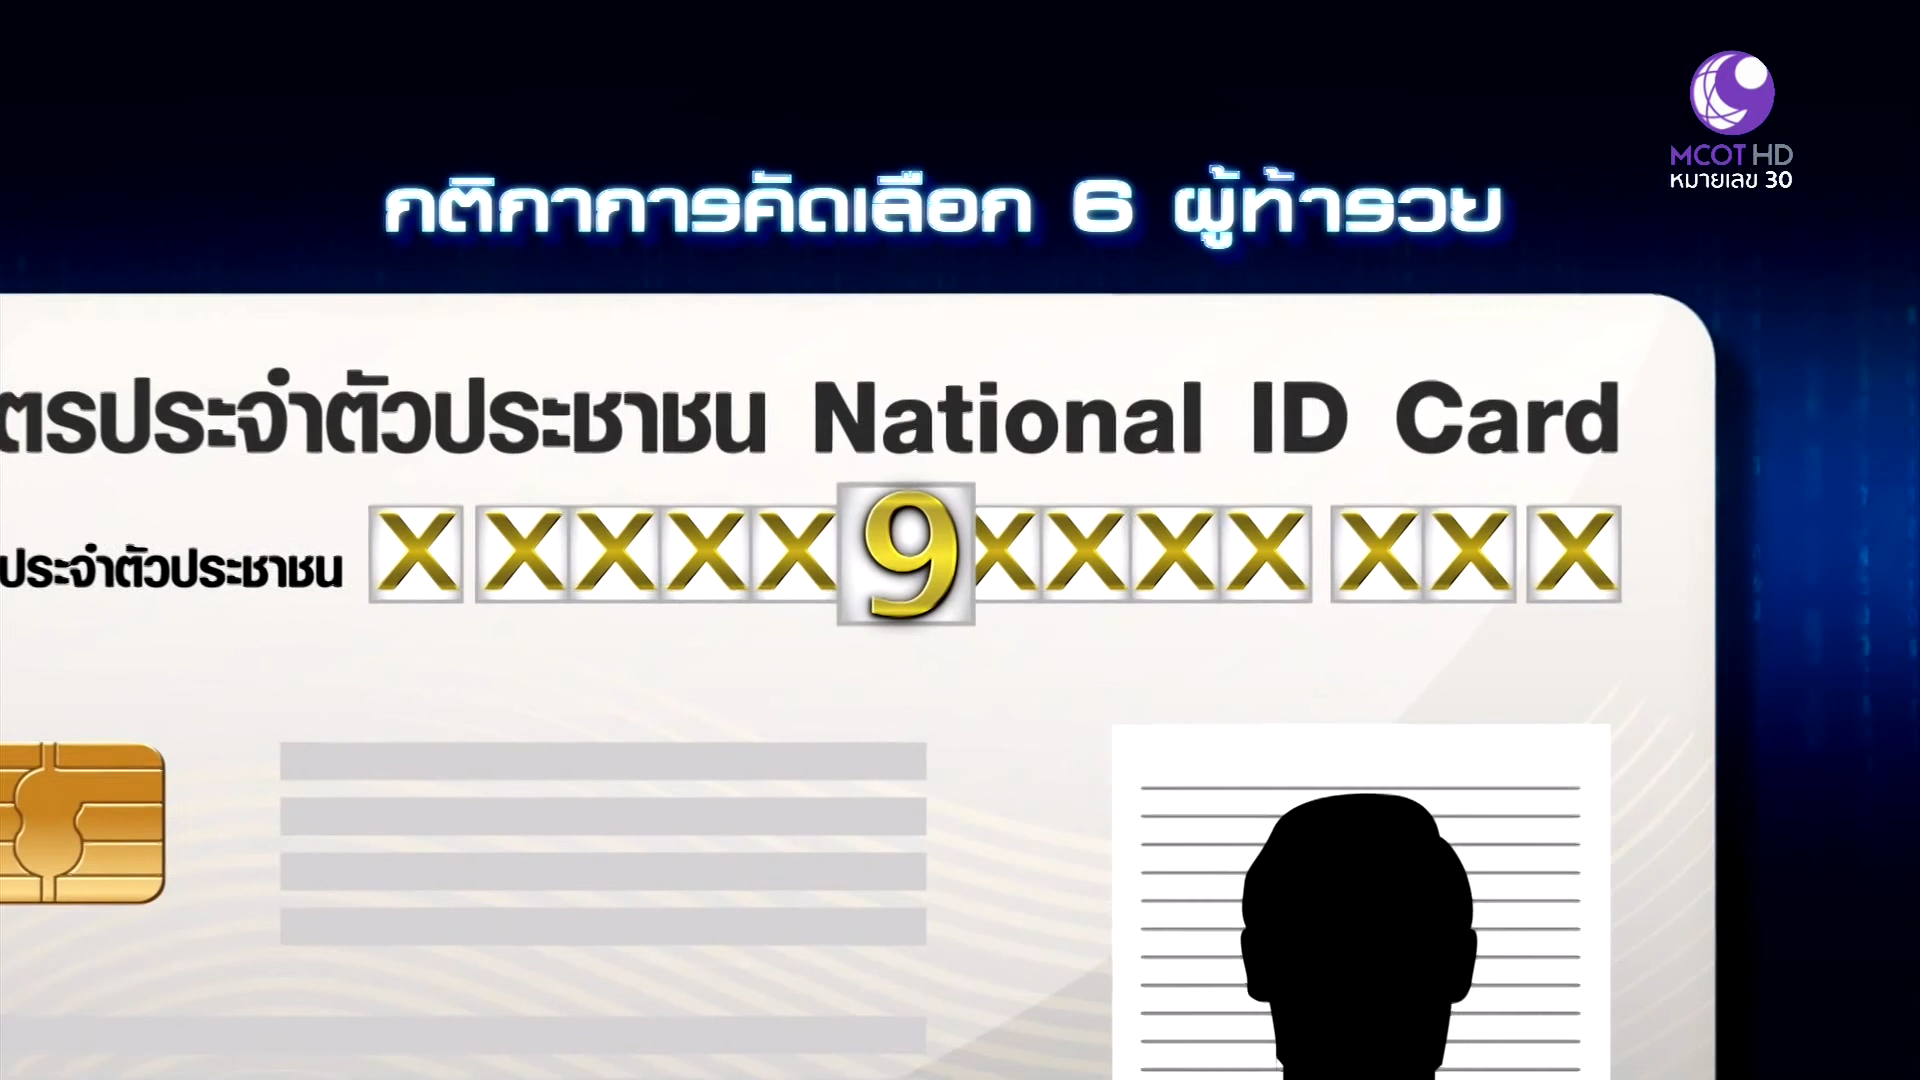 MCOT HD
หมายเลข 30
กติกาการคัดเลือก 6 ผู้ท้ารวย
ตรประจำตัวประชาชน National ID Card
ประจำตัวประชาชน X XXXX9XXXX XX X